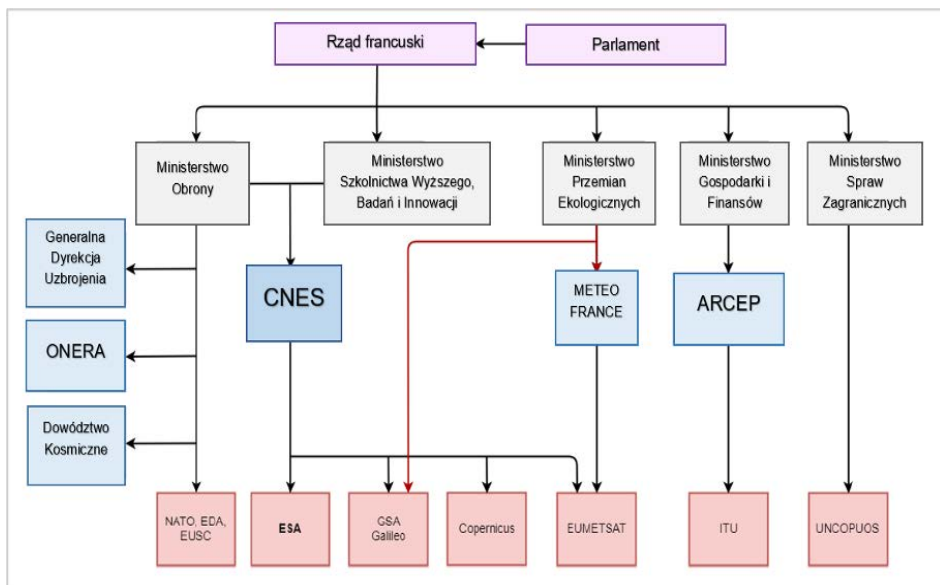 Rząd francuski
Parlament
Ministerstwo
Obrony
Ministerstwo
Szkolnictwa Wyższego,
Badań i Innowacji
Ministerstwo
Przemian
Ekologicznych
Ministerstwo
Gospodarki i
Finansów
Ministerstwo
Spraw
Zagranicznych
Generalna
Dyrekcja
Uzbrojenia
CNES
METEO
FRANCE
ARCEP
ONERA
Dowództwo
Kosmiczne
NATO, EDA,
EUSC
ESA
GSA
Galileo
Copernicus
EUMETSAT
ITU
UNCOPUOS